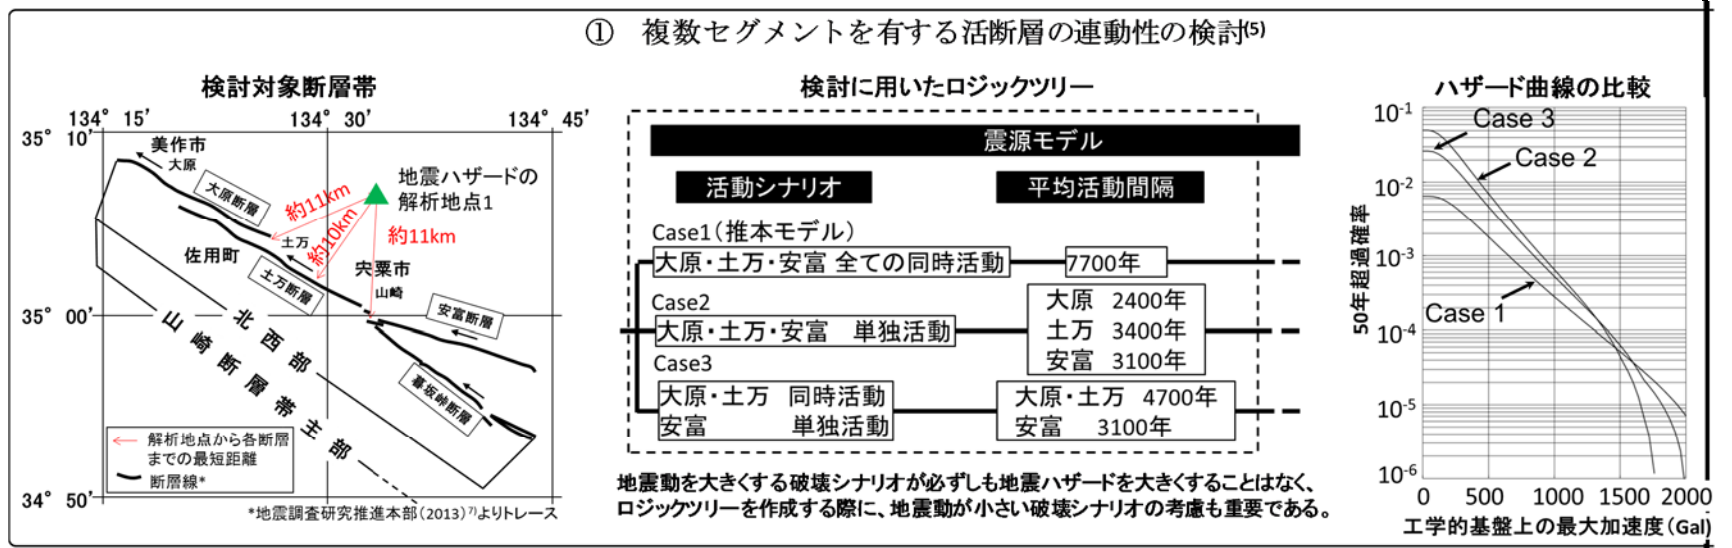 ① 複数セグメントを有する活断層の連動性の検討(5)
検討対象断層帯
134° 15’
134° 30’
134° 45’
35° 10’
美作市
大原
大原断層
約11km
地震ハザードの
解析地点1
約10km
約11km
土万
佐用町
土万断層
宍粟市
山崎
安富断層
35° 00’
北西部
山崎断層帯主部
暮坂峠断層
解析地点から各断層
までの最短距離
断層線*
34° 50’
*地震調査研究推進本部(2013)7)よりトレース
検討に用いたロジックツリー
震源モデル
活動シナリオ
平均活動間隔
Case1(推本モデル)
大原・土万・安富 全ての同時活動
7700年
Case2
大原・土万・安富 単独活動
大原 2400年
土万 3400年
安富 3100年
Case3
大原・土万 同時活動
安富 単独活動
大原・土万 4700年
安富 3100年
地震動を大きくする破壊シナリオが必ずしも地震ハザードを大きくすることはなく、
ロジックツリーを作成する際に、地震動が小さい破壊シナリオの考慮も重要である。
ハザード曲線の比較
50年超過確率
10-1
10-2
10-3
10-4
10-5
10-6
Case 3
Case 2
Case 1
0 500 1000 1500 2000
工学的基盤上の最大加速度(Gal)